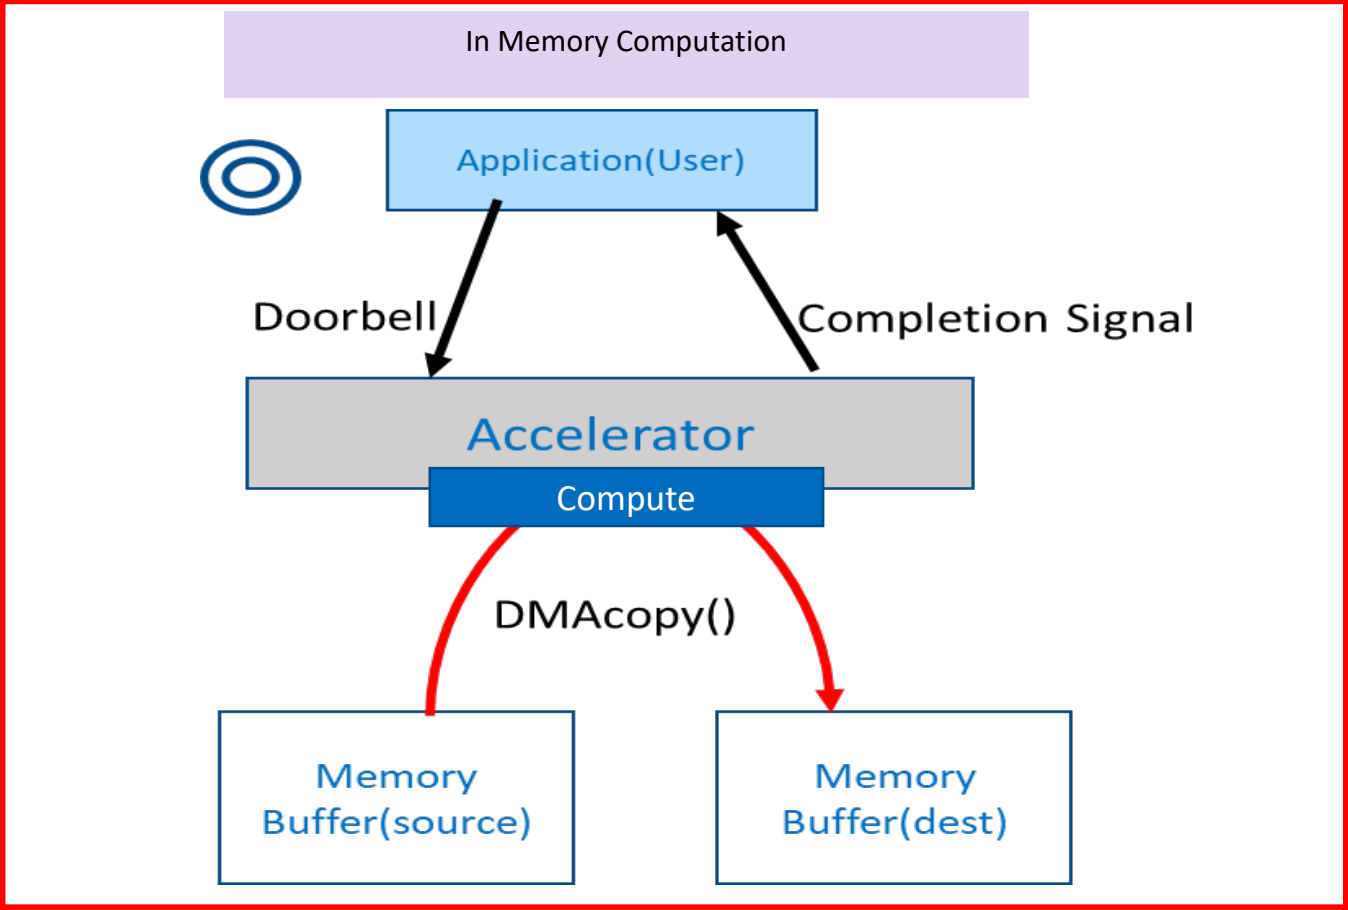 In Memory Computation
Application(User)
Doorbell
Completion Signal
Accelerator
Compute
DMAcopy()
Memory
Buffer(source)
Memory
Buffer(dest)